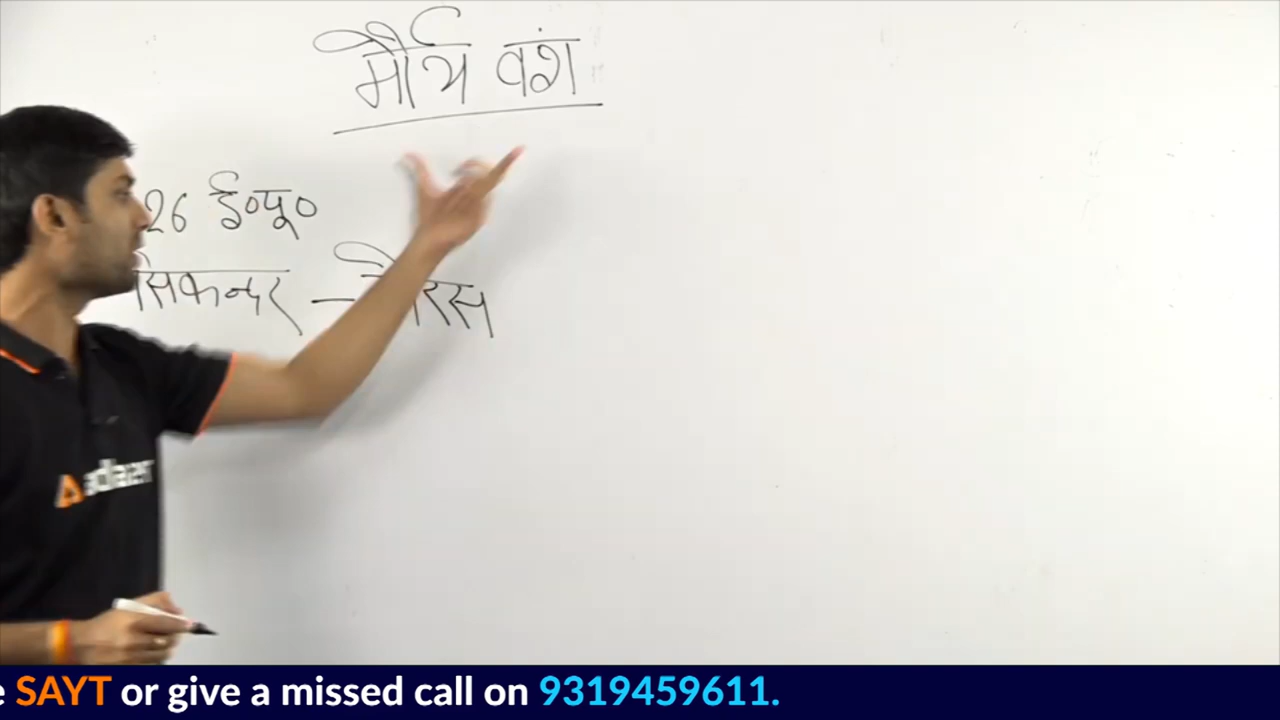 मौर्य वंश
26 ई०पू०
सिकन्दर –
SAYT or give a missed call on 9319459611.